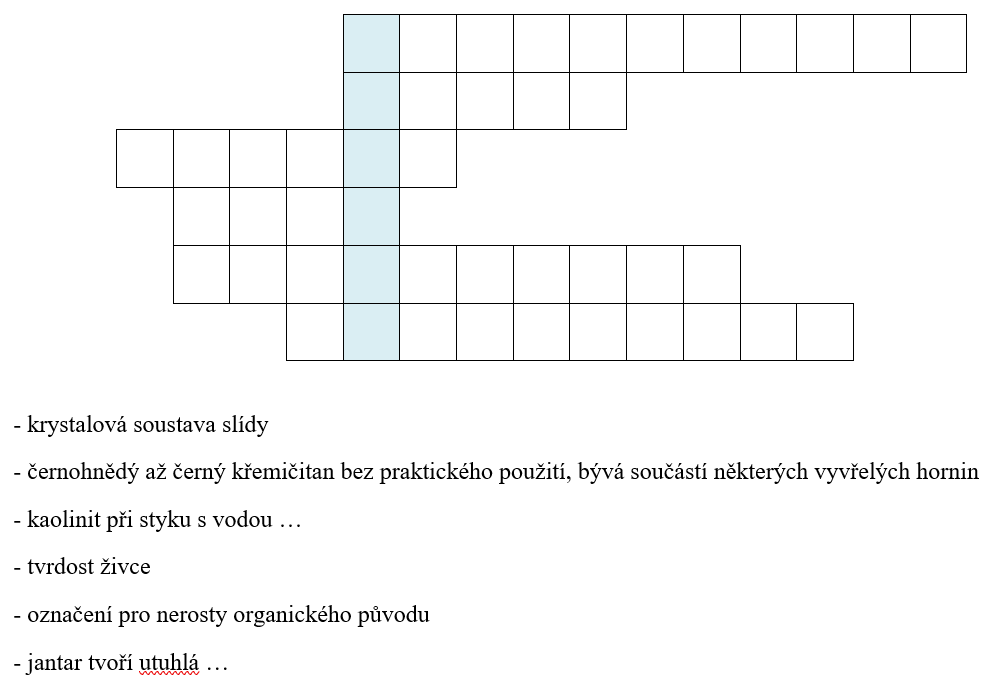 - krystalová soustava slídy
- černohnědý až černý křemičitan bez praktického použití, bývá součástí některých vyvřelých hornin
- kaolinit při styku s vodou …
- tvrdost živce
- označení pro nerosty organického původu
- jantar tvoří utuhlá …